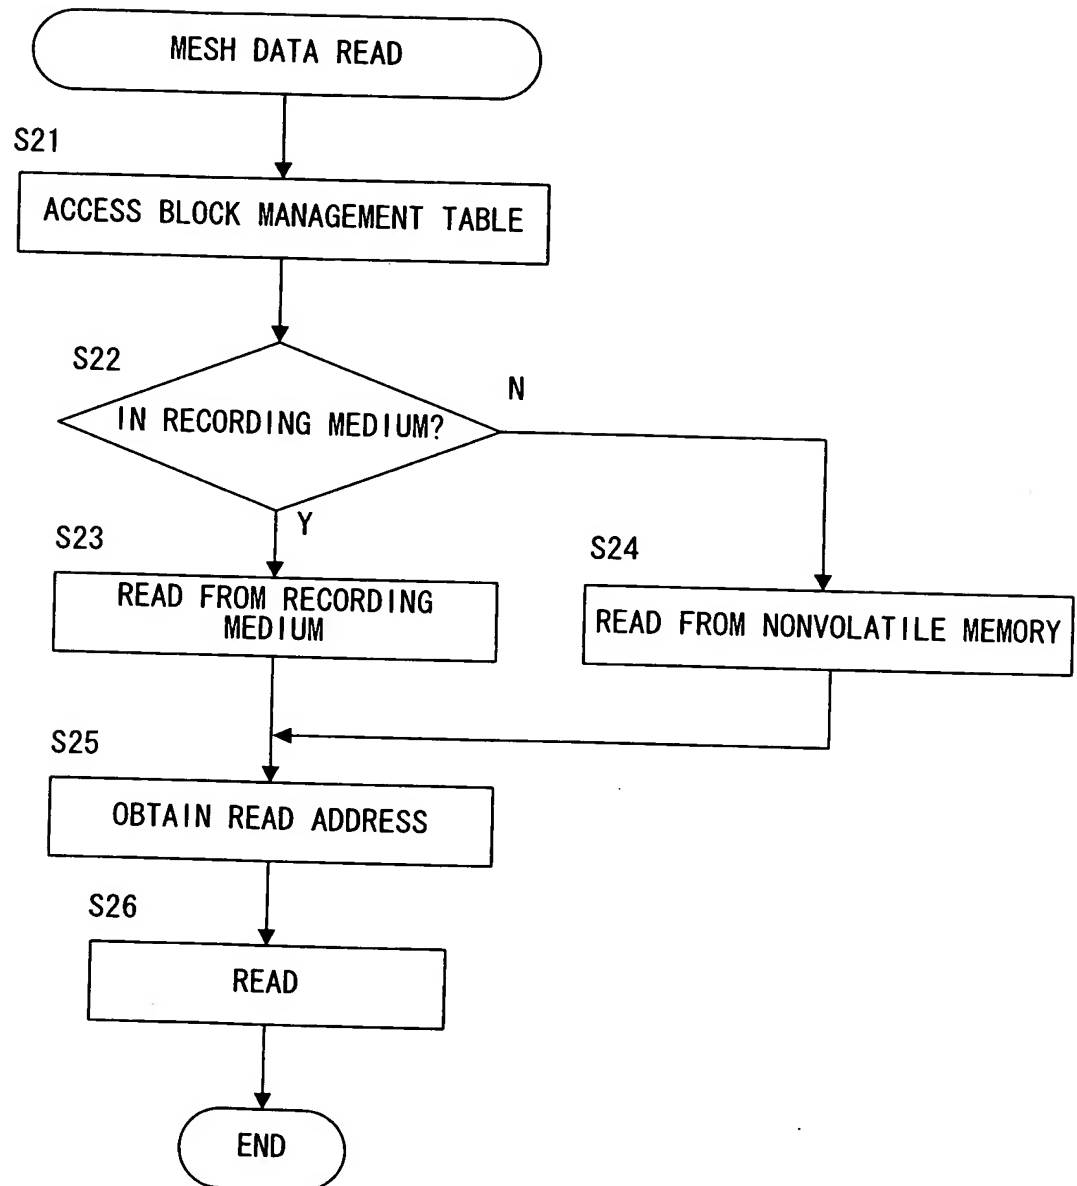 MESH DATA READ
S21
ACCESS BLOCK MANAGEMENT TABLE
S22
N
IN RECORDING MEDIUM?
Y
S23
S24
READ FROM RECORDING
MEDIUM
READ FROM NONVOLATILE MEMORY
S25
OBTAIN READ ADDRESS
S26
READ
END